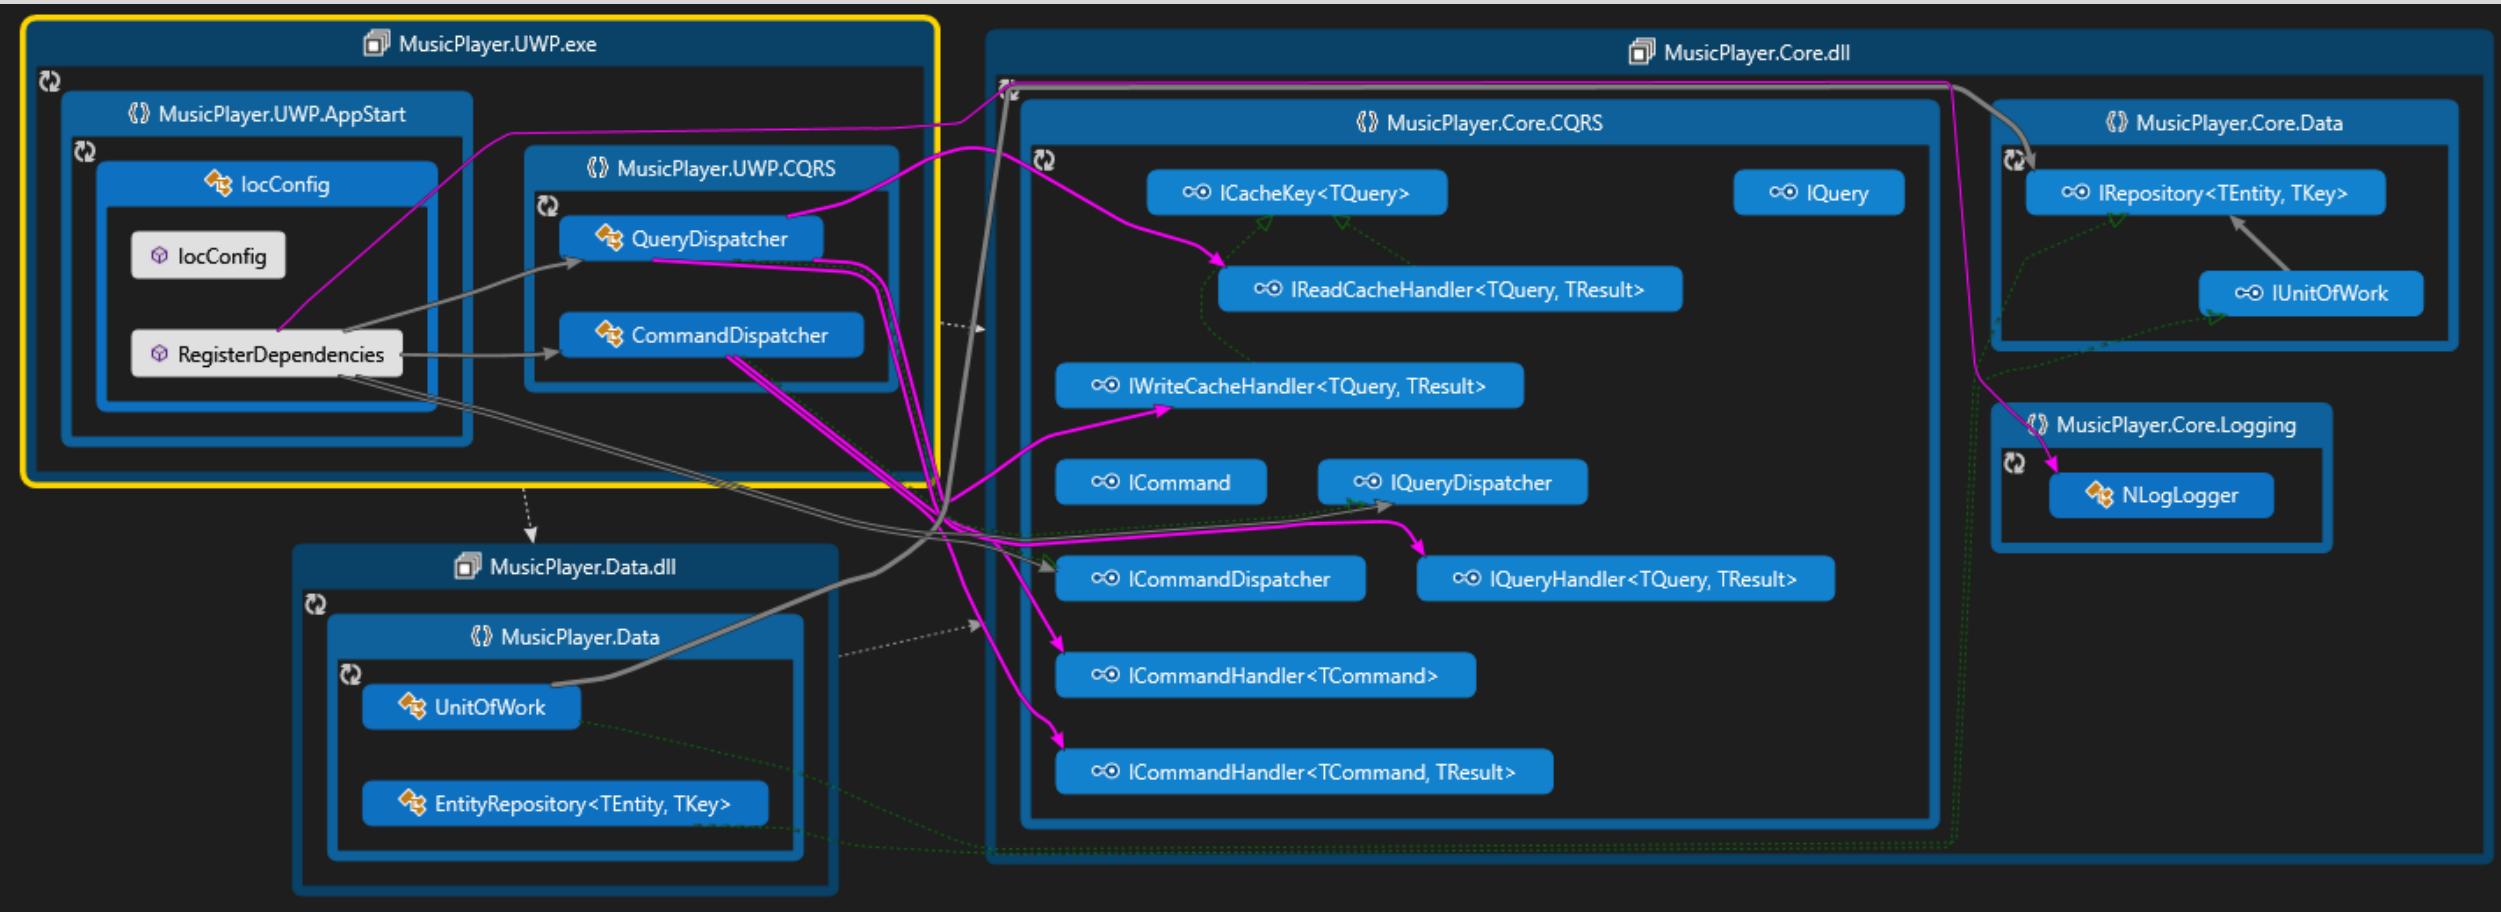 MusicPlayer.UWP.exe
MusicPlayer.UWP.AppStart
IocConfig
IocConfig
RegisterDependencies
MusicPlayer.UWP.CQRS
QueryDispatcher
CommandDispatcher
MusicPlayer.Data.dll
MusicPlayer.Data
UnitOfWork
EntityRepository<TEntity, TKey>
MusicPlayer.Core.dll
MusicPlayer.Core.CQRS
ICacheKey<TQuery>
IQuery
IReadCacheHandler<TQuery, TResult>
IWriteCacheHandler<TQuery, TResult>
ICommand
IQueryDispatcher
ICommandDispatcher
IQueryHandler<TQuery, TResult>
ICommandHandler<TCommand>
ICommandHandler<TCommand, TResult>
MusicPlayer.Core.Data
IRepository<TEntity, TKey>
IUnitOfWork
MusicPlayer.Core.Logging
NLogLogger